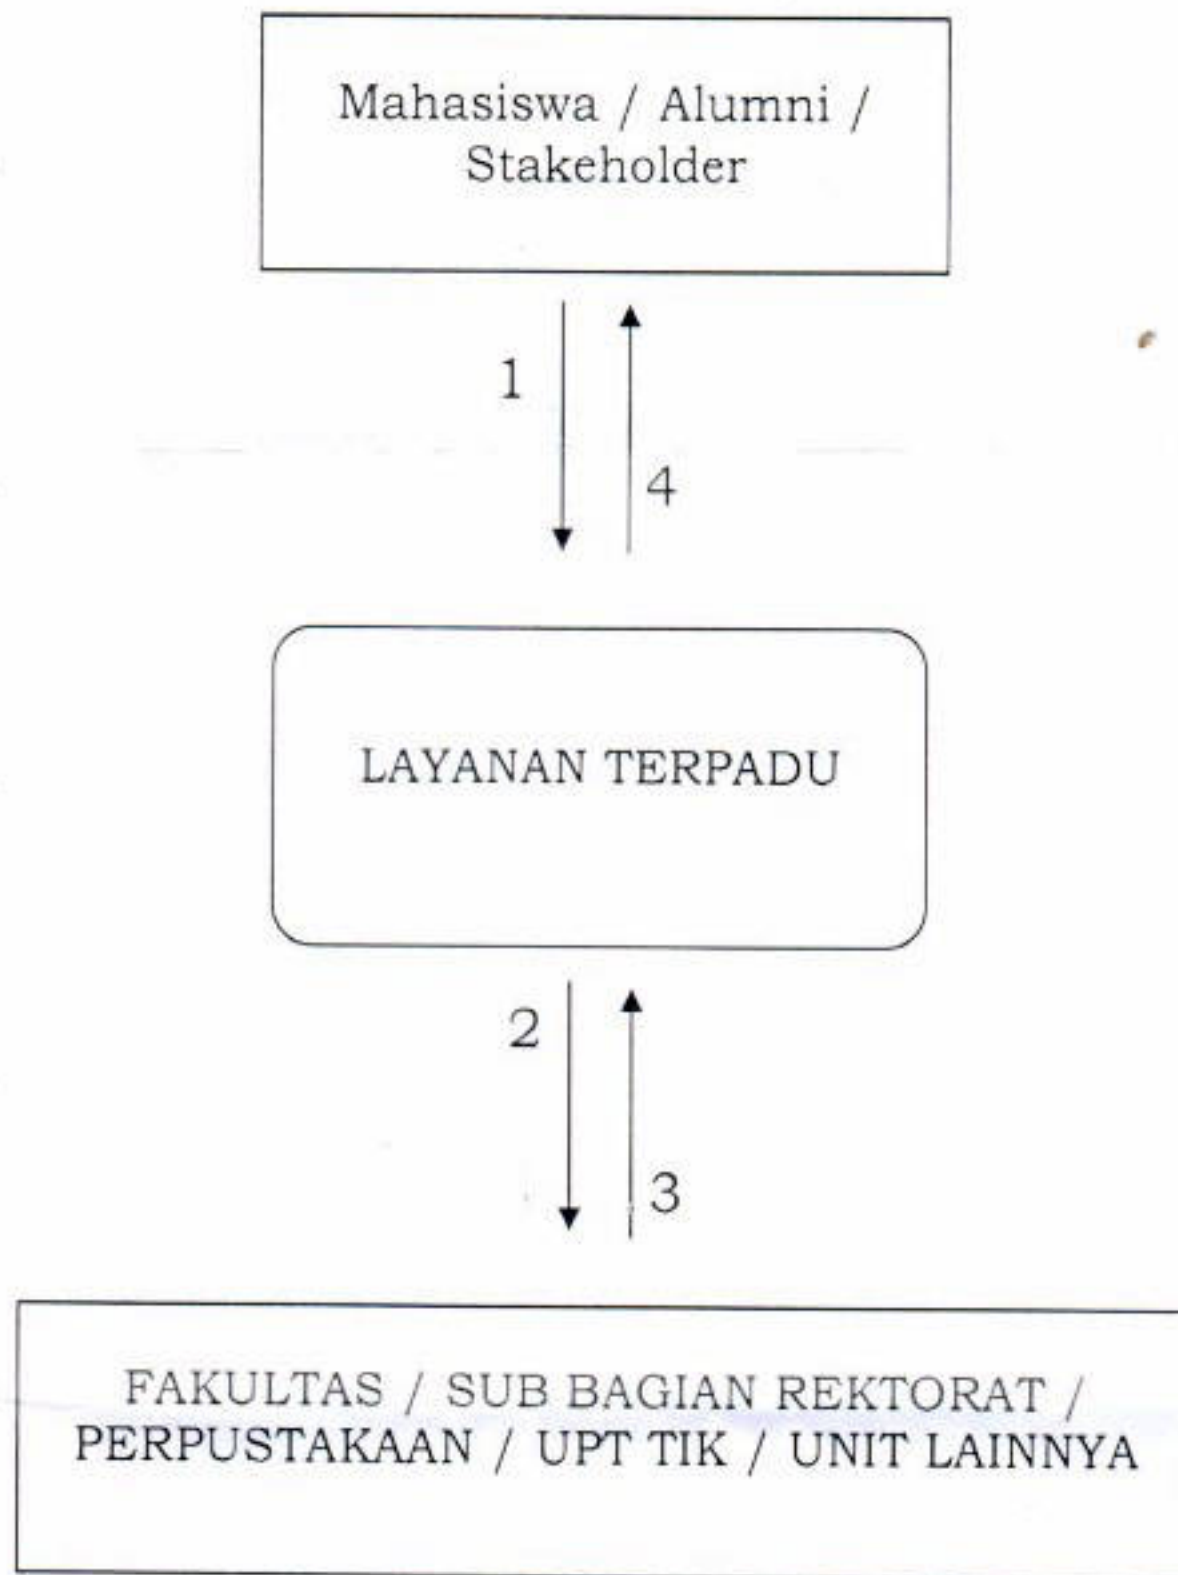 Mahasiswa / Alumni /
Stakeholder
1
4
LAYANAN TERPADU
2
3
FAKULTAS / SUB BAGIAN REKTORAT /
PERPUSTAKAAN / UPT TIK / UNIT LAINNYA